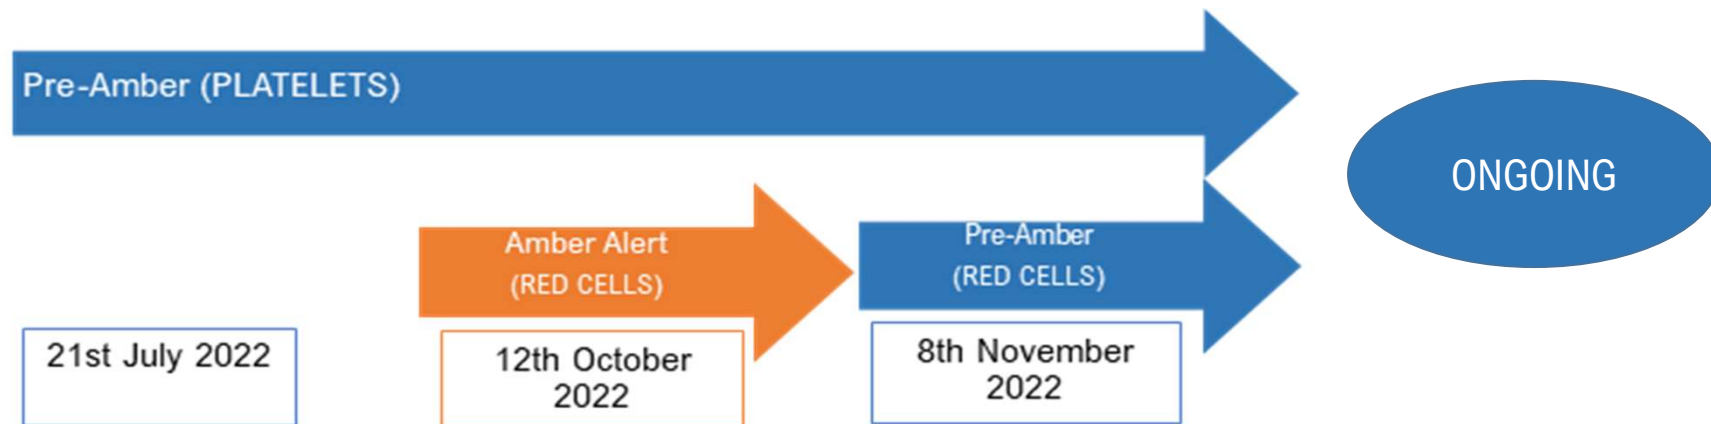 Pre-Amber (PLATELETS)
ONGOING
Amber Alert
(RED CELLS)
Pre-Amber
(RED CELLS)
21st July 2022
12th October
2022
8th November
2022